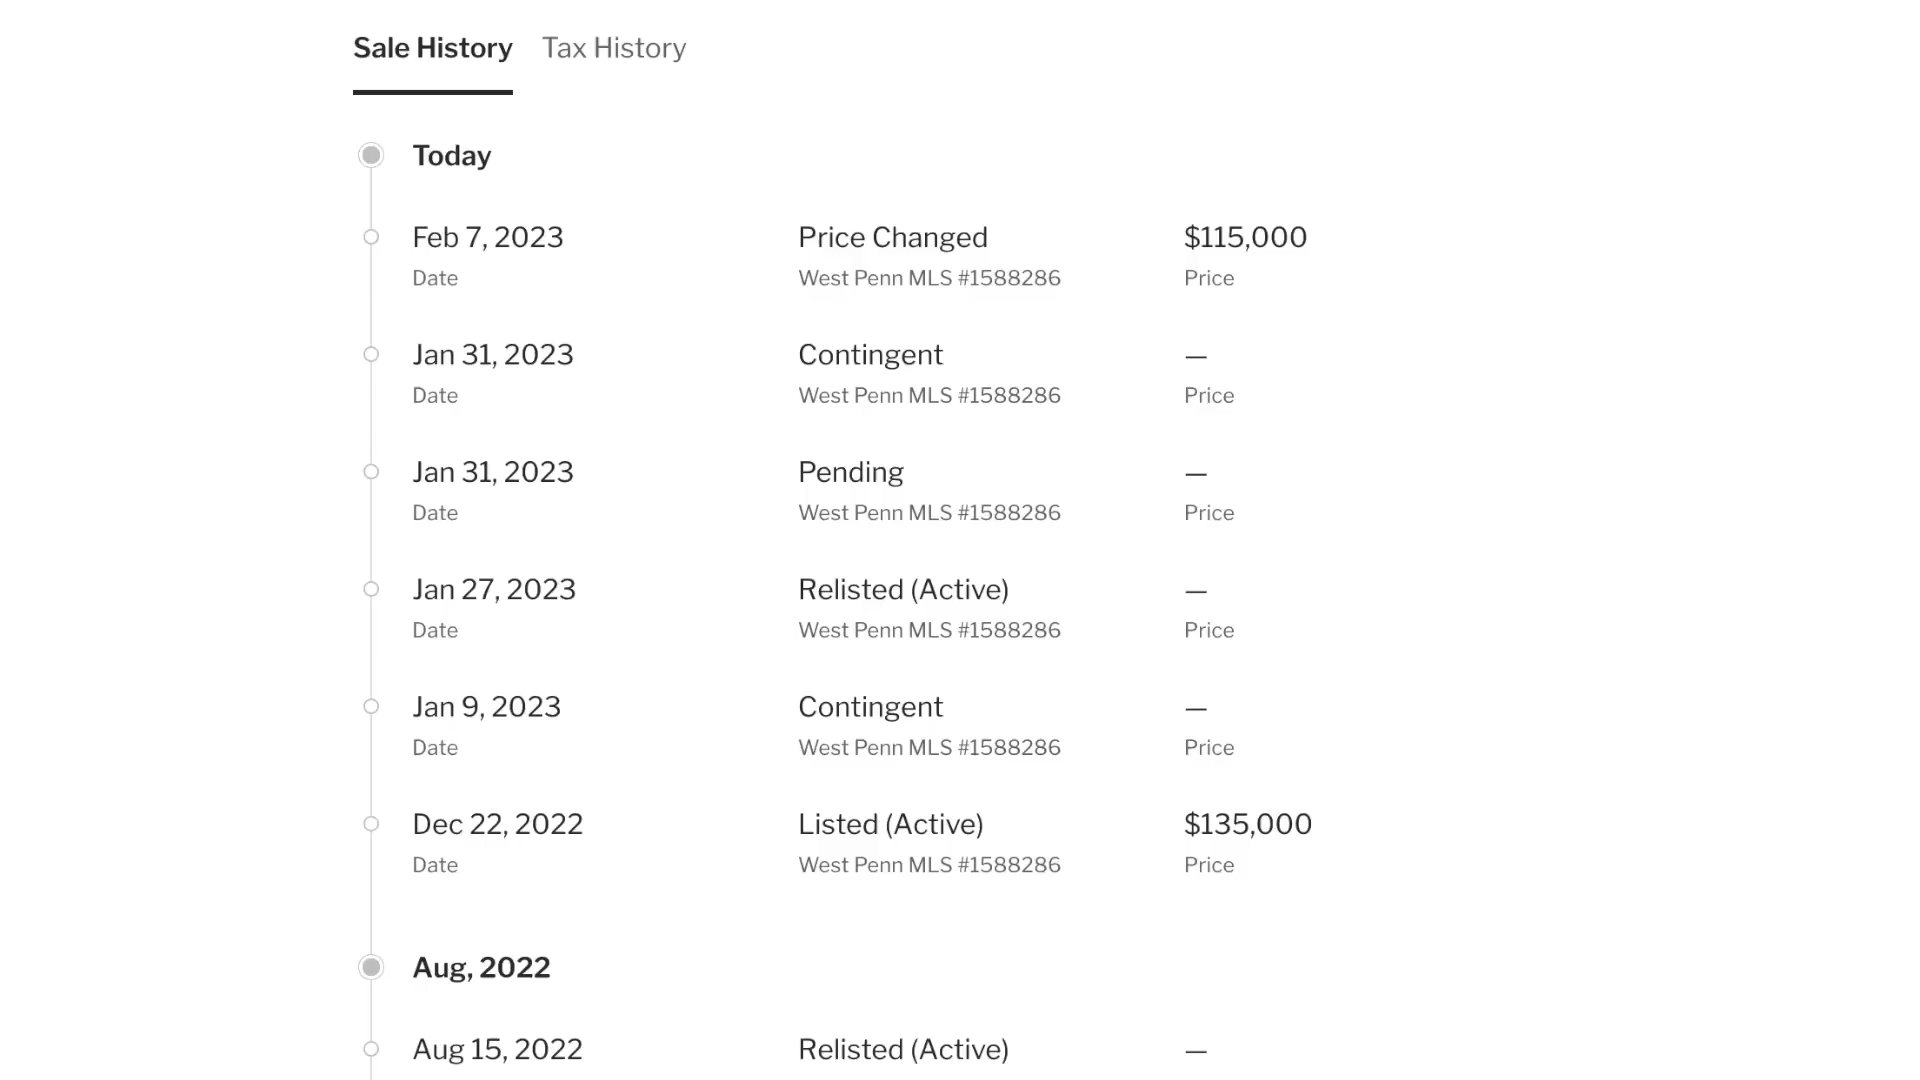 Sale History Tax History
Today
Feb 7, 2023 Price Changed $115,000
Date West Penn MLS #1588286 Price
Jan 31, 2023 Contingent —
Date West Penn MLS #1588286 Price
Jan 31, 2023 Pending —
Date West Penn MLS #1588286 Price
Jan 27, 2023 Relisted (Active) —
Date West Penn MLS #1588286 Price
Jan 9, 2023 Contingent —
Date West Penn MLS #1588286 Price
Dec 22, 2022 Listed (Active) $135,000
Date West Penn MLS #1588286 Price
Aug, 2022
Aug 15, 2022 Relisted (Active) —